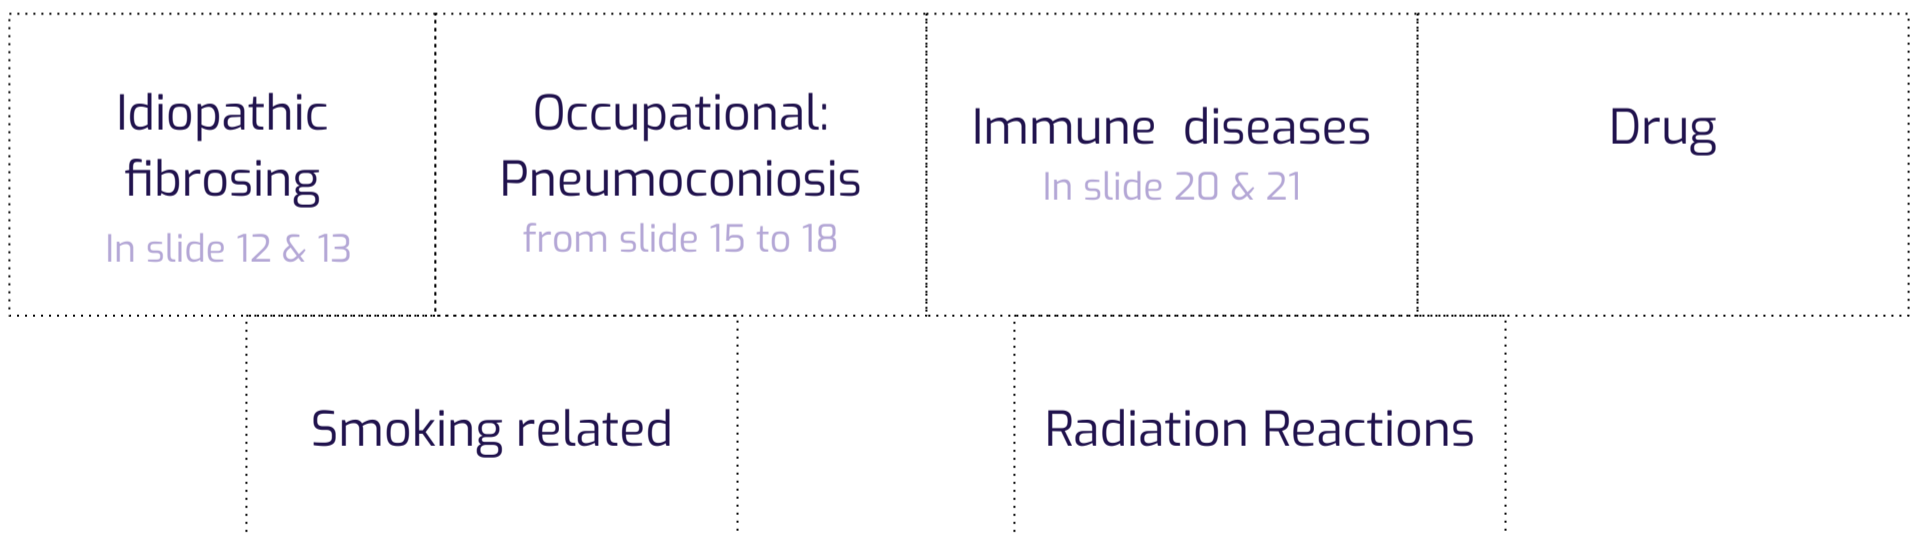 Idiopathic
fibrosing
In slide 12 & 13
Occupational:
Pneumoconiosis
from slide 15 to 18
Immune diseases
In slide 20 & 21
Drug
Smoking related
Radiation Reactions